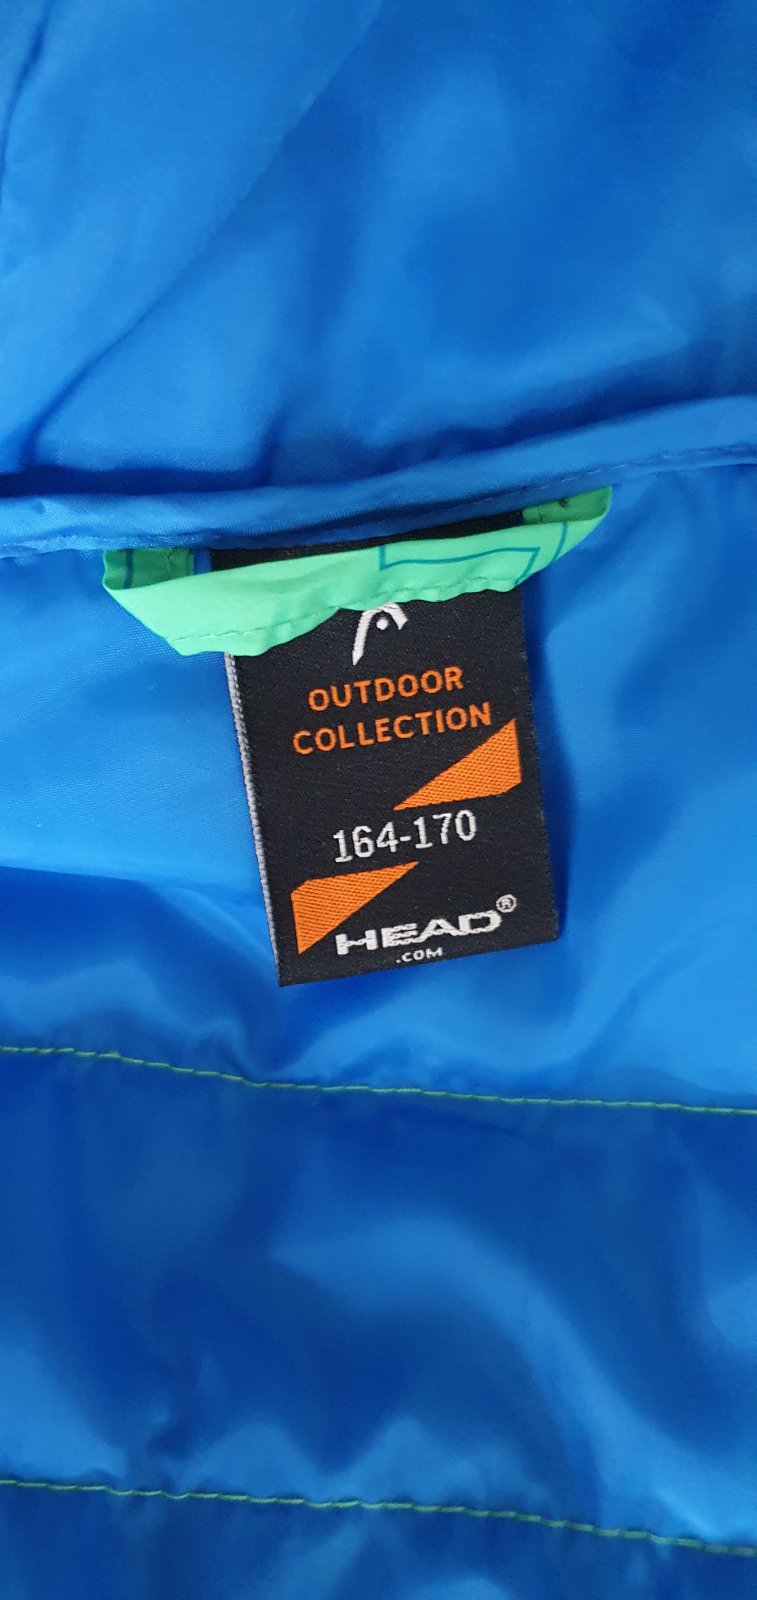 OUTDOOR
COLLECTION
164-170
HEAD®
.COM